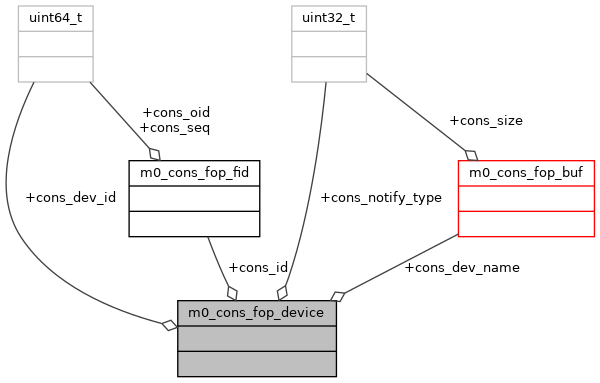 uint64_t
uint32_t
+cons_oid
+cons_seq
+cons_size
m0_cons_fop_fid
m0_cons_fop_buf
+cons_dev_id
+cons_notify_type
+cons_id
+cons_dev_name
m0_cons_fop_device